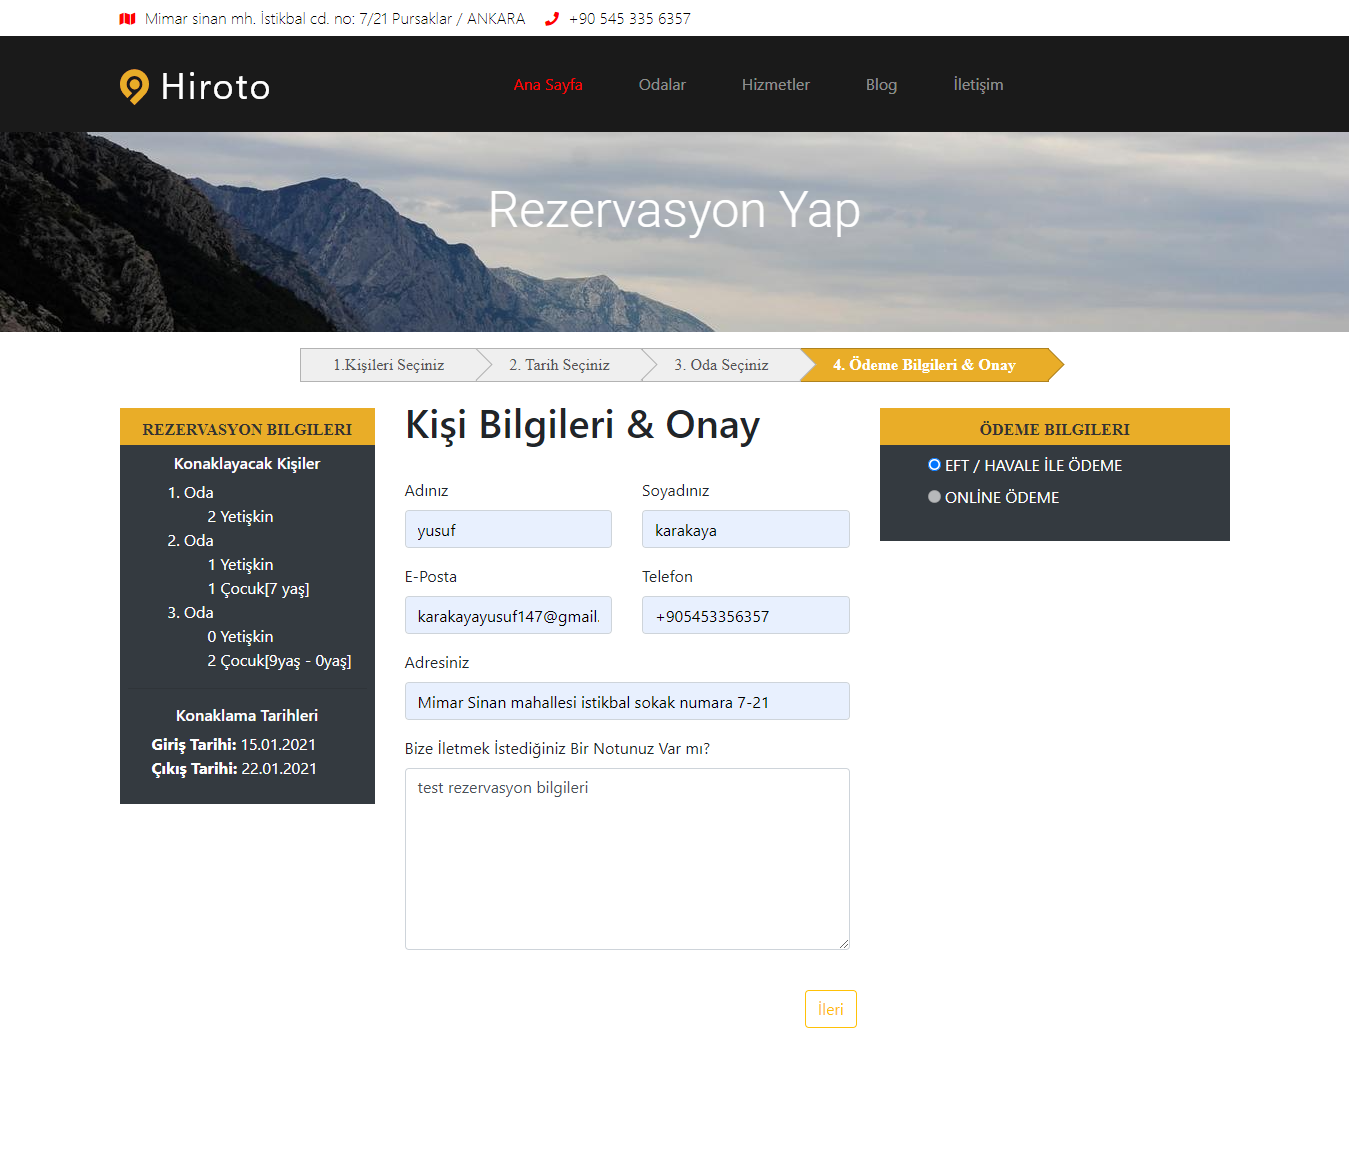 Mimar sinan mh. İstikbal cd. no: 7/21 Pursaklar / ANKARA +90 545 335 6357
Hiroto
Ana Sayfa Odalar Hizmetler Blog İletişim
Rezervasyon Yap
1.Kişileri Seçiniz 2. Tarih Seçiniz 3. Oda Seçiniz 4. Ödeme Bilgileri & Onay
REZERVASYON BILGILERI
Konaklayacak Kişiler
1. Oda
2 Yetişkin
2. Oda
1 Yetişkin
1 Çocuk[7 yaş]
3. Oda
0 Yetişkin
2 Çocuk[9yaş - 0yaş]
Konaklama Tarihleri
Giriş Tarihi: 15.01.2021
Çıkış Tarihi: 22.01.2021
Kişi Bilgileri & Onay
Adınız Soyadınız
yusuf karakaya
E-Posta Telefon
karakayayusuf147@gmail. +905453356357
Adresiniz
Mimar Sinan mahallesi istikbal sokak numara 7-21
Bize İletmek İstediğiniz Bir Notunuz Var mı?
test rezervasyon bilgileri
İleri
ÖDEME BILGILERI
EFT / HAVALE İLE ÖDEME
ONLİNE ÖDEME